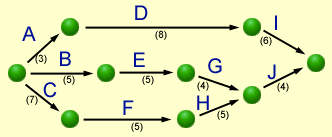 D
(8)
A
(3)
I
(6)
B
(5)
E
(5)
G
(4)
J
(4)
C
(7)
F
(5)
H
(5)